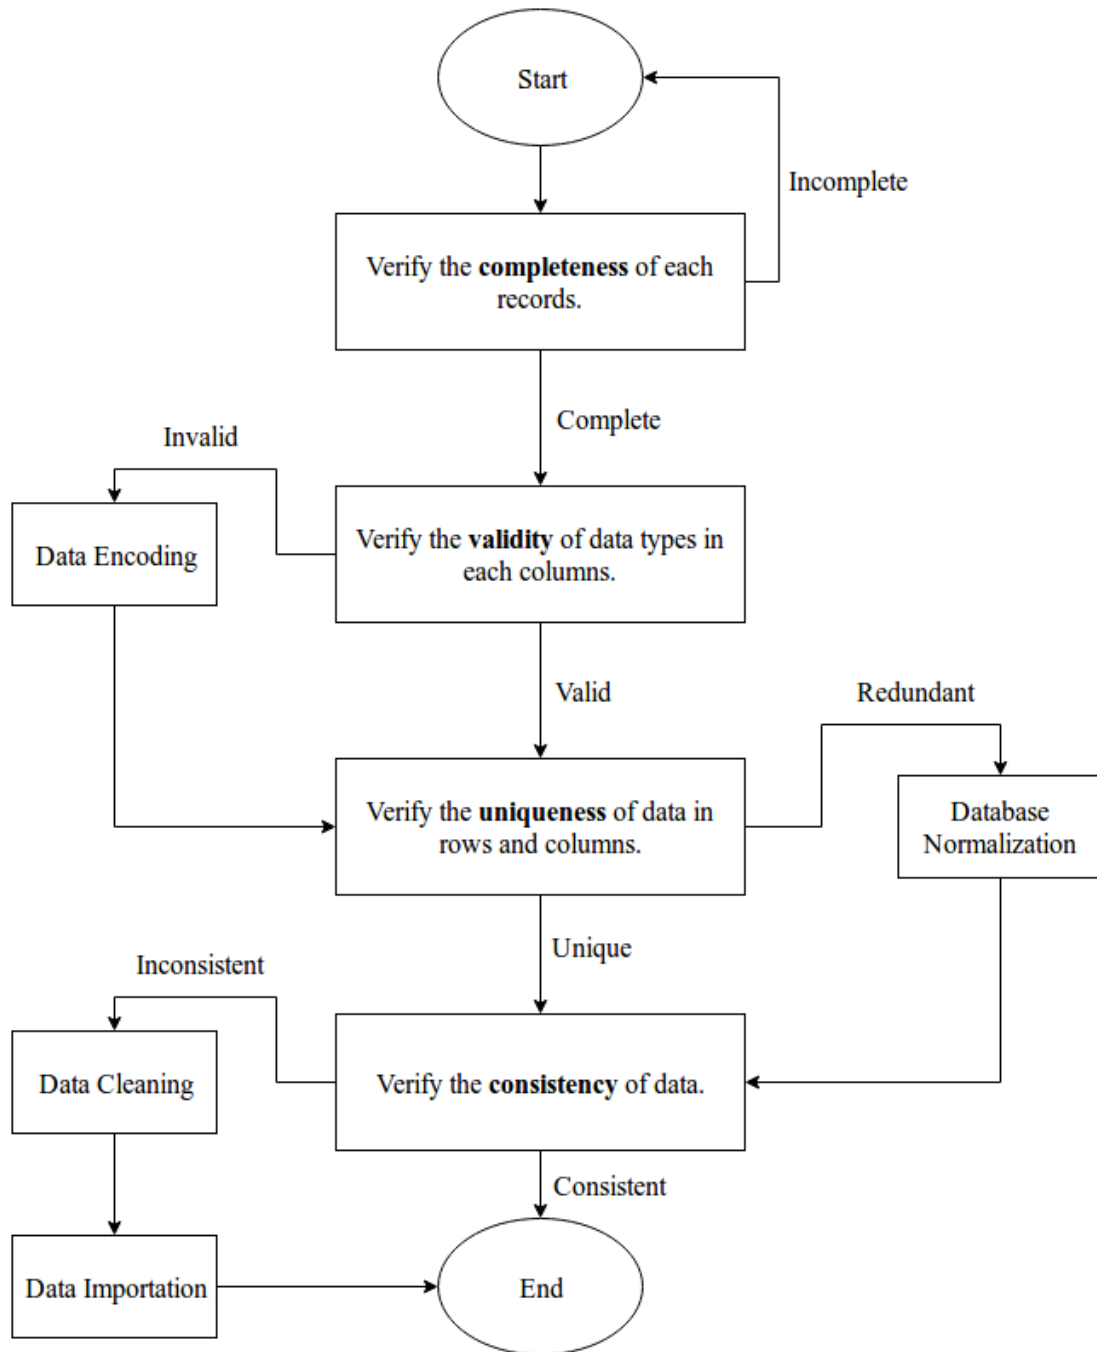 Start
Incomplete
Verify the completeness of each
records.
Complete
Invalid
Data Encoding
Verify the validity of data types in
each columns.
Valid
Redundant
Verify the uniqueness of data in
rows and columns.
Database
Normalization
Unique
Inconsistent
Data Cleaning
Verify the consistency of data.
Consistent
Data Importation
End